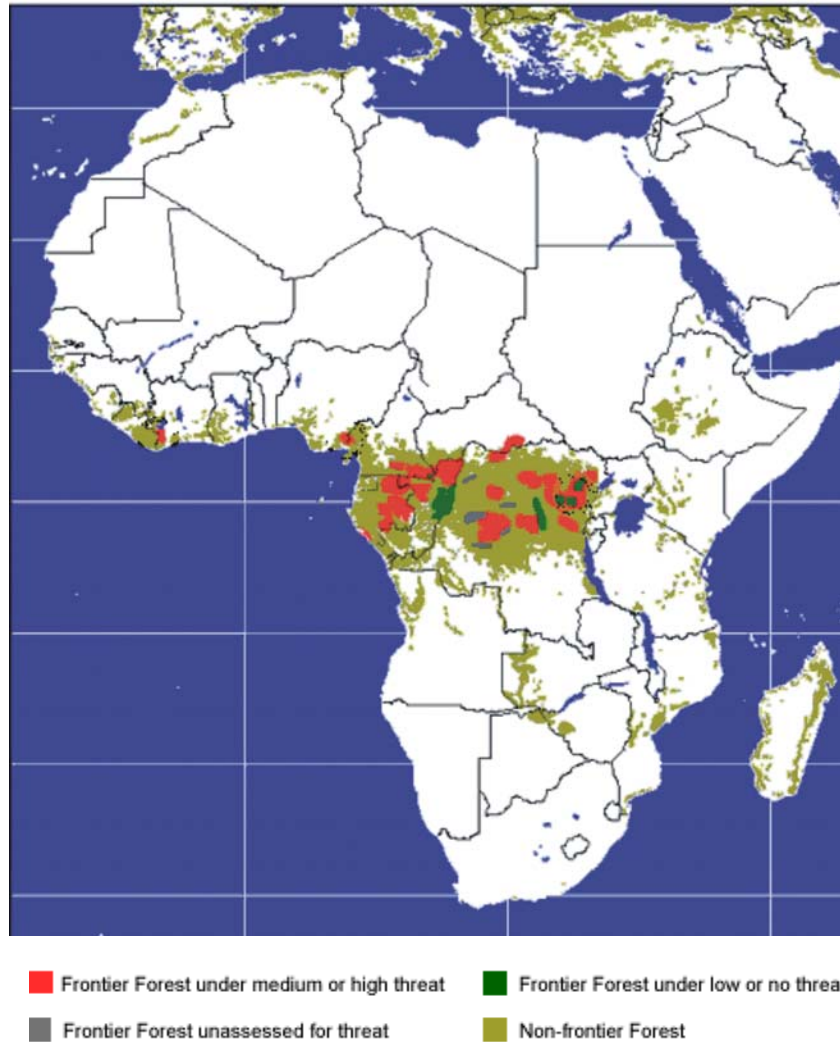 Frontier Forest under medium or high threat
Frontier Forest under low or no threa
Frontier Forest unassessed for threat
Non-frontier Forest